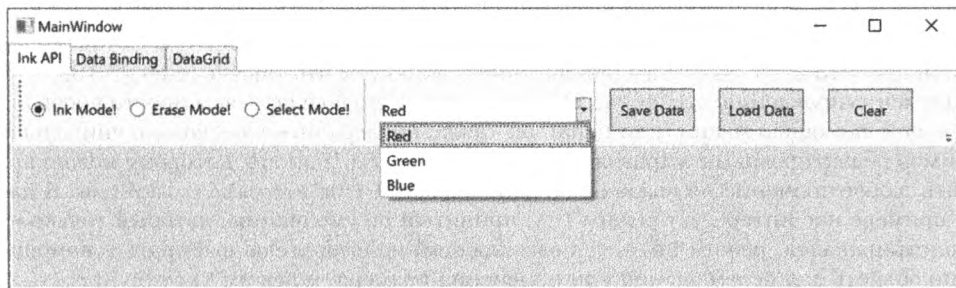 MainWindow
Ink API Data Binding DataGrid
Ink Mode! Erase Mode! Select Mode! Red Save Data Load Data Clear
Red
Green
Blue